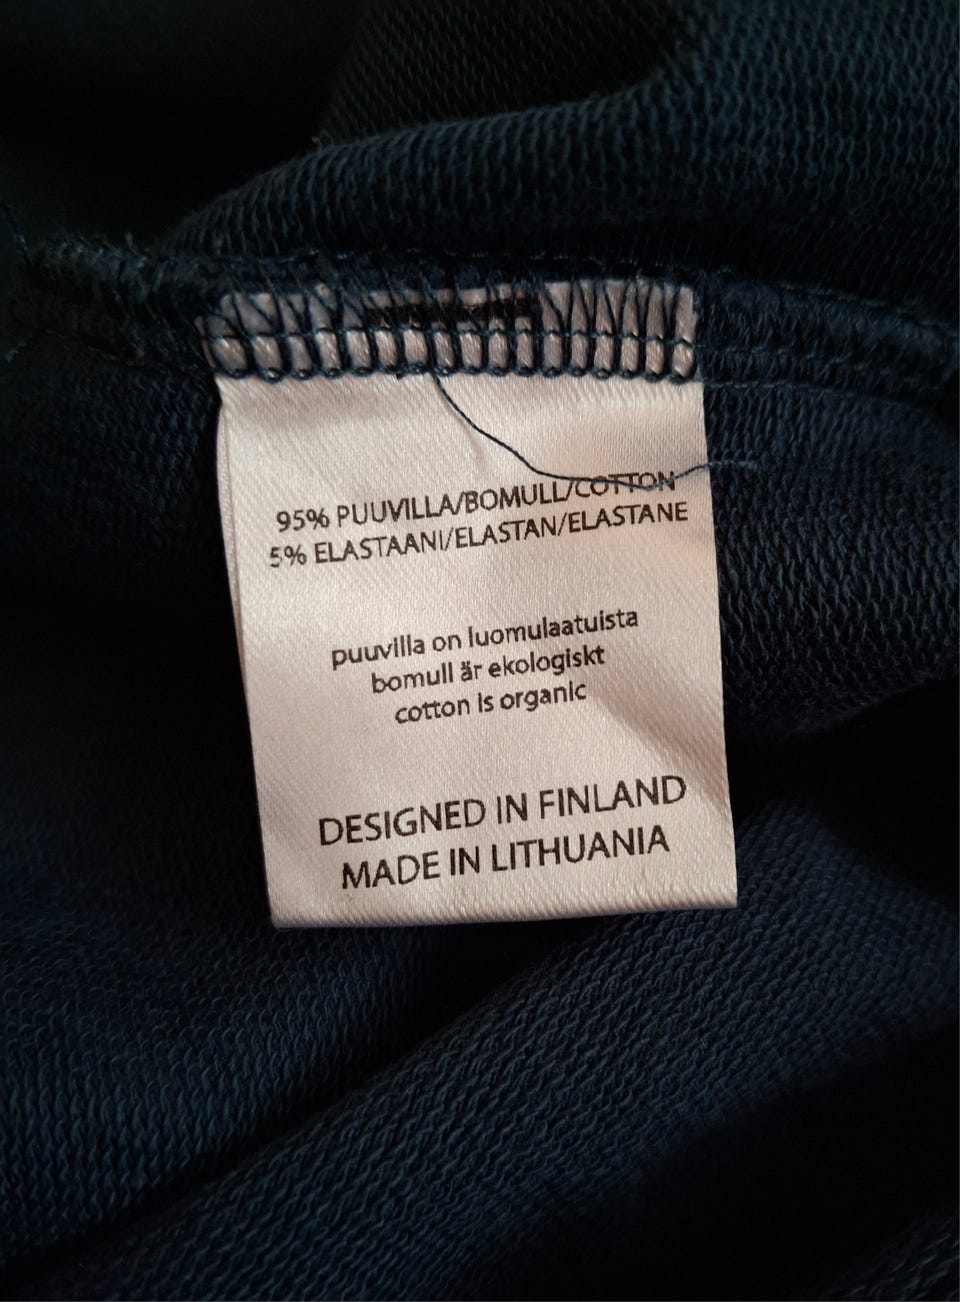 95% PUUVILLA/BOMULL/COTTON
5% ELASTAANI/ELASTAN/ELASTANE
puuvilla on luomulaatuista
bomull är ekologiskt
cotton is organic
DESIGNED IN FINLAND
MADE IN LITHUANIA